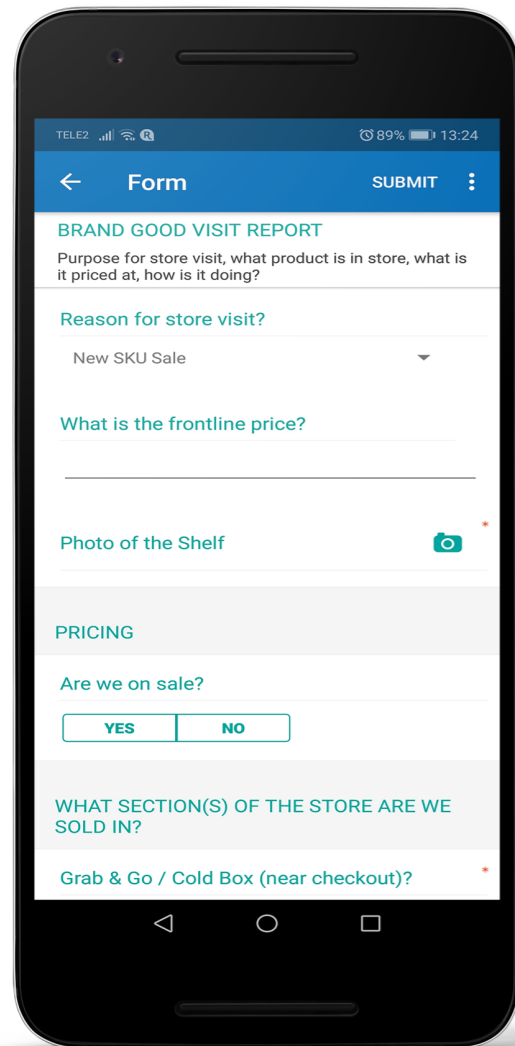 TELE2 R 89% 13:24
Form SUBMIT
BRAND GOOD VISIT REPORT
Purpose for store visit, what product is in store, what is
it priced at, how is it doing?
Reason for store visit?
New SKU Sale
What is the frontline price?
*
Photo of the Shelf
PRICING
Are we on sale?
YES NO
WHAT SECTION(S) OF THE STORE ARE WE
SOLD IN?
Grab & Go / Cold Box (near checkout)? *